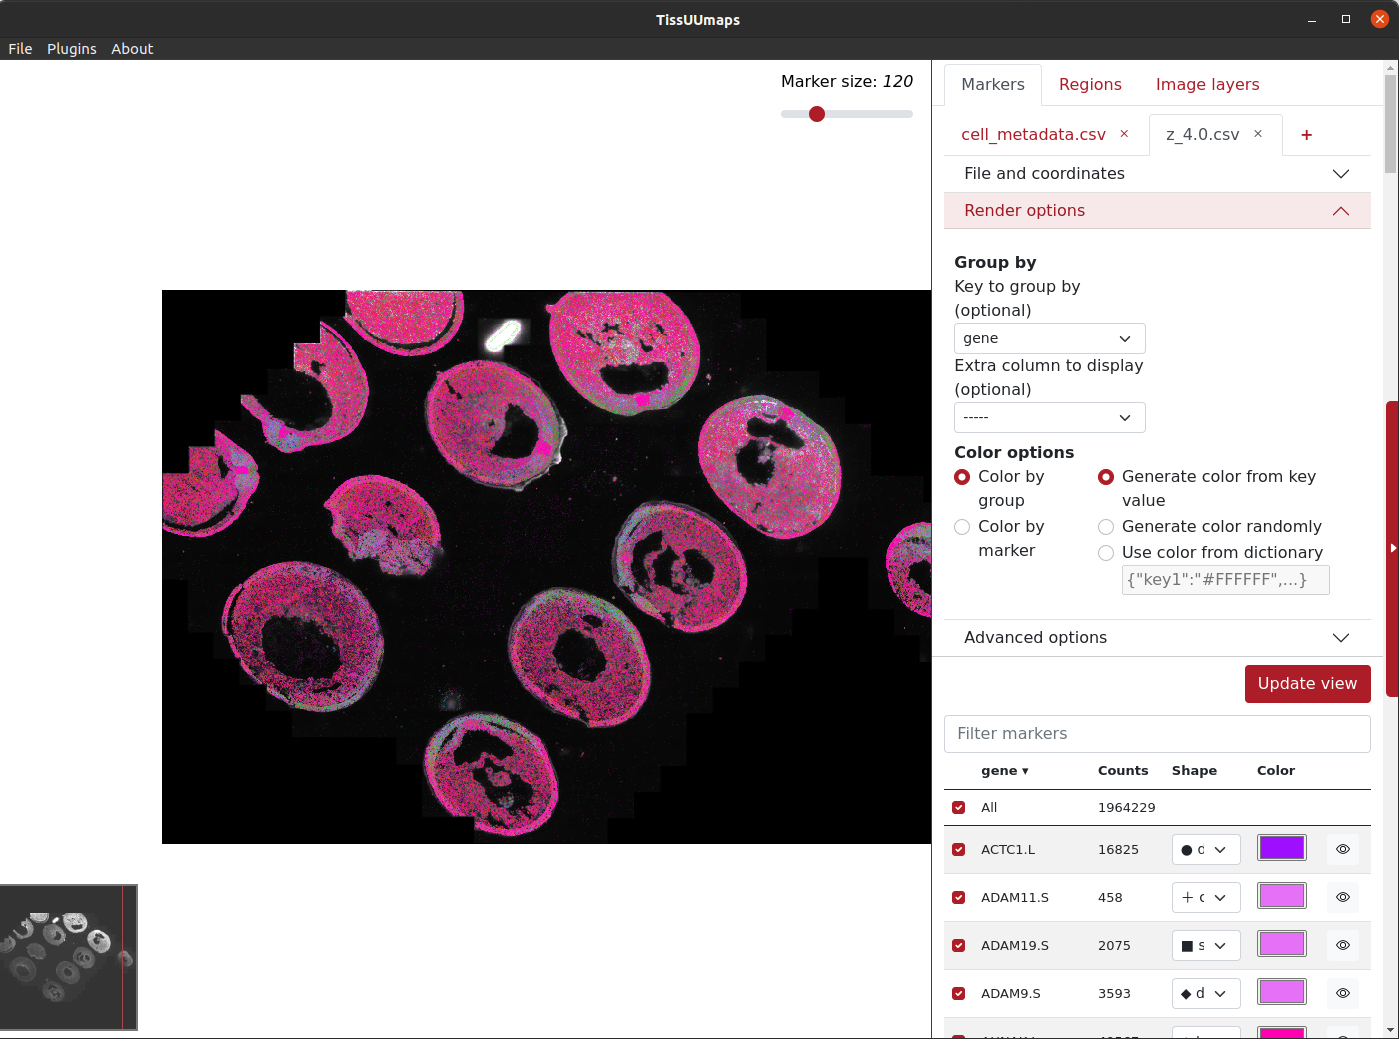 TissUUmaps
File Plugins About
Marker size: 120
Markers Regions Image layers
cell_metadata.csv × z_4.0.csv × +
File and coordinates
Render options
Group by
Key to group by
(optional)
gene
Extra column to display
(optional)
-----
Color options
Color by
group
Color by
marker
Generate color from key
value
Generate color randomly
Use color from dictionary
{"key1":"#FFFFFF",...}
Advanced options
Update view
Filter markers
gene ▾ Counts Shape Color
All 1964229
ACTC1.L 16825 d
ADAM11.S 458 c
ADAM19.S 2075 s
ADAM9.S 3593 d